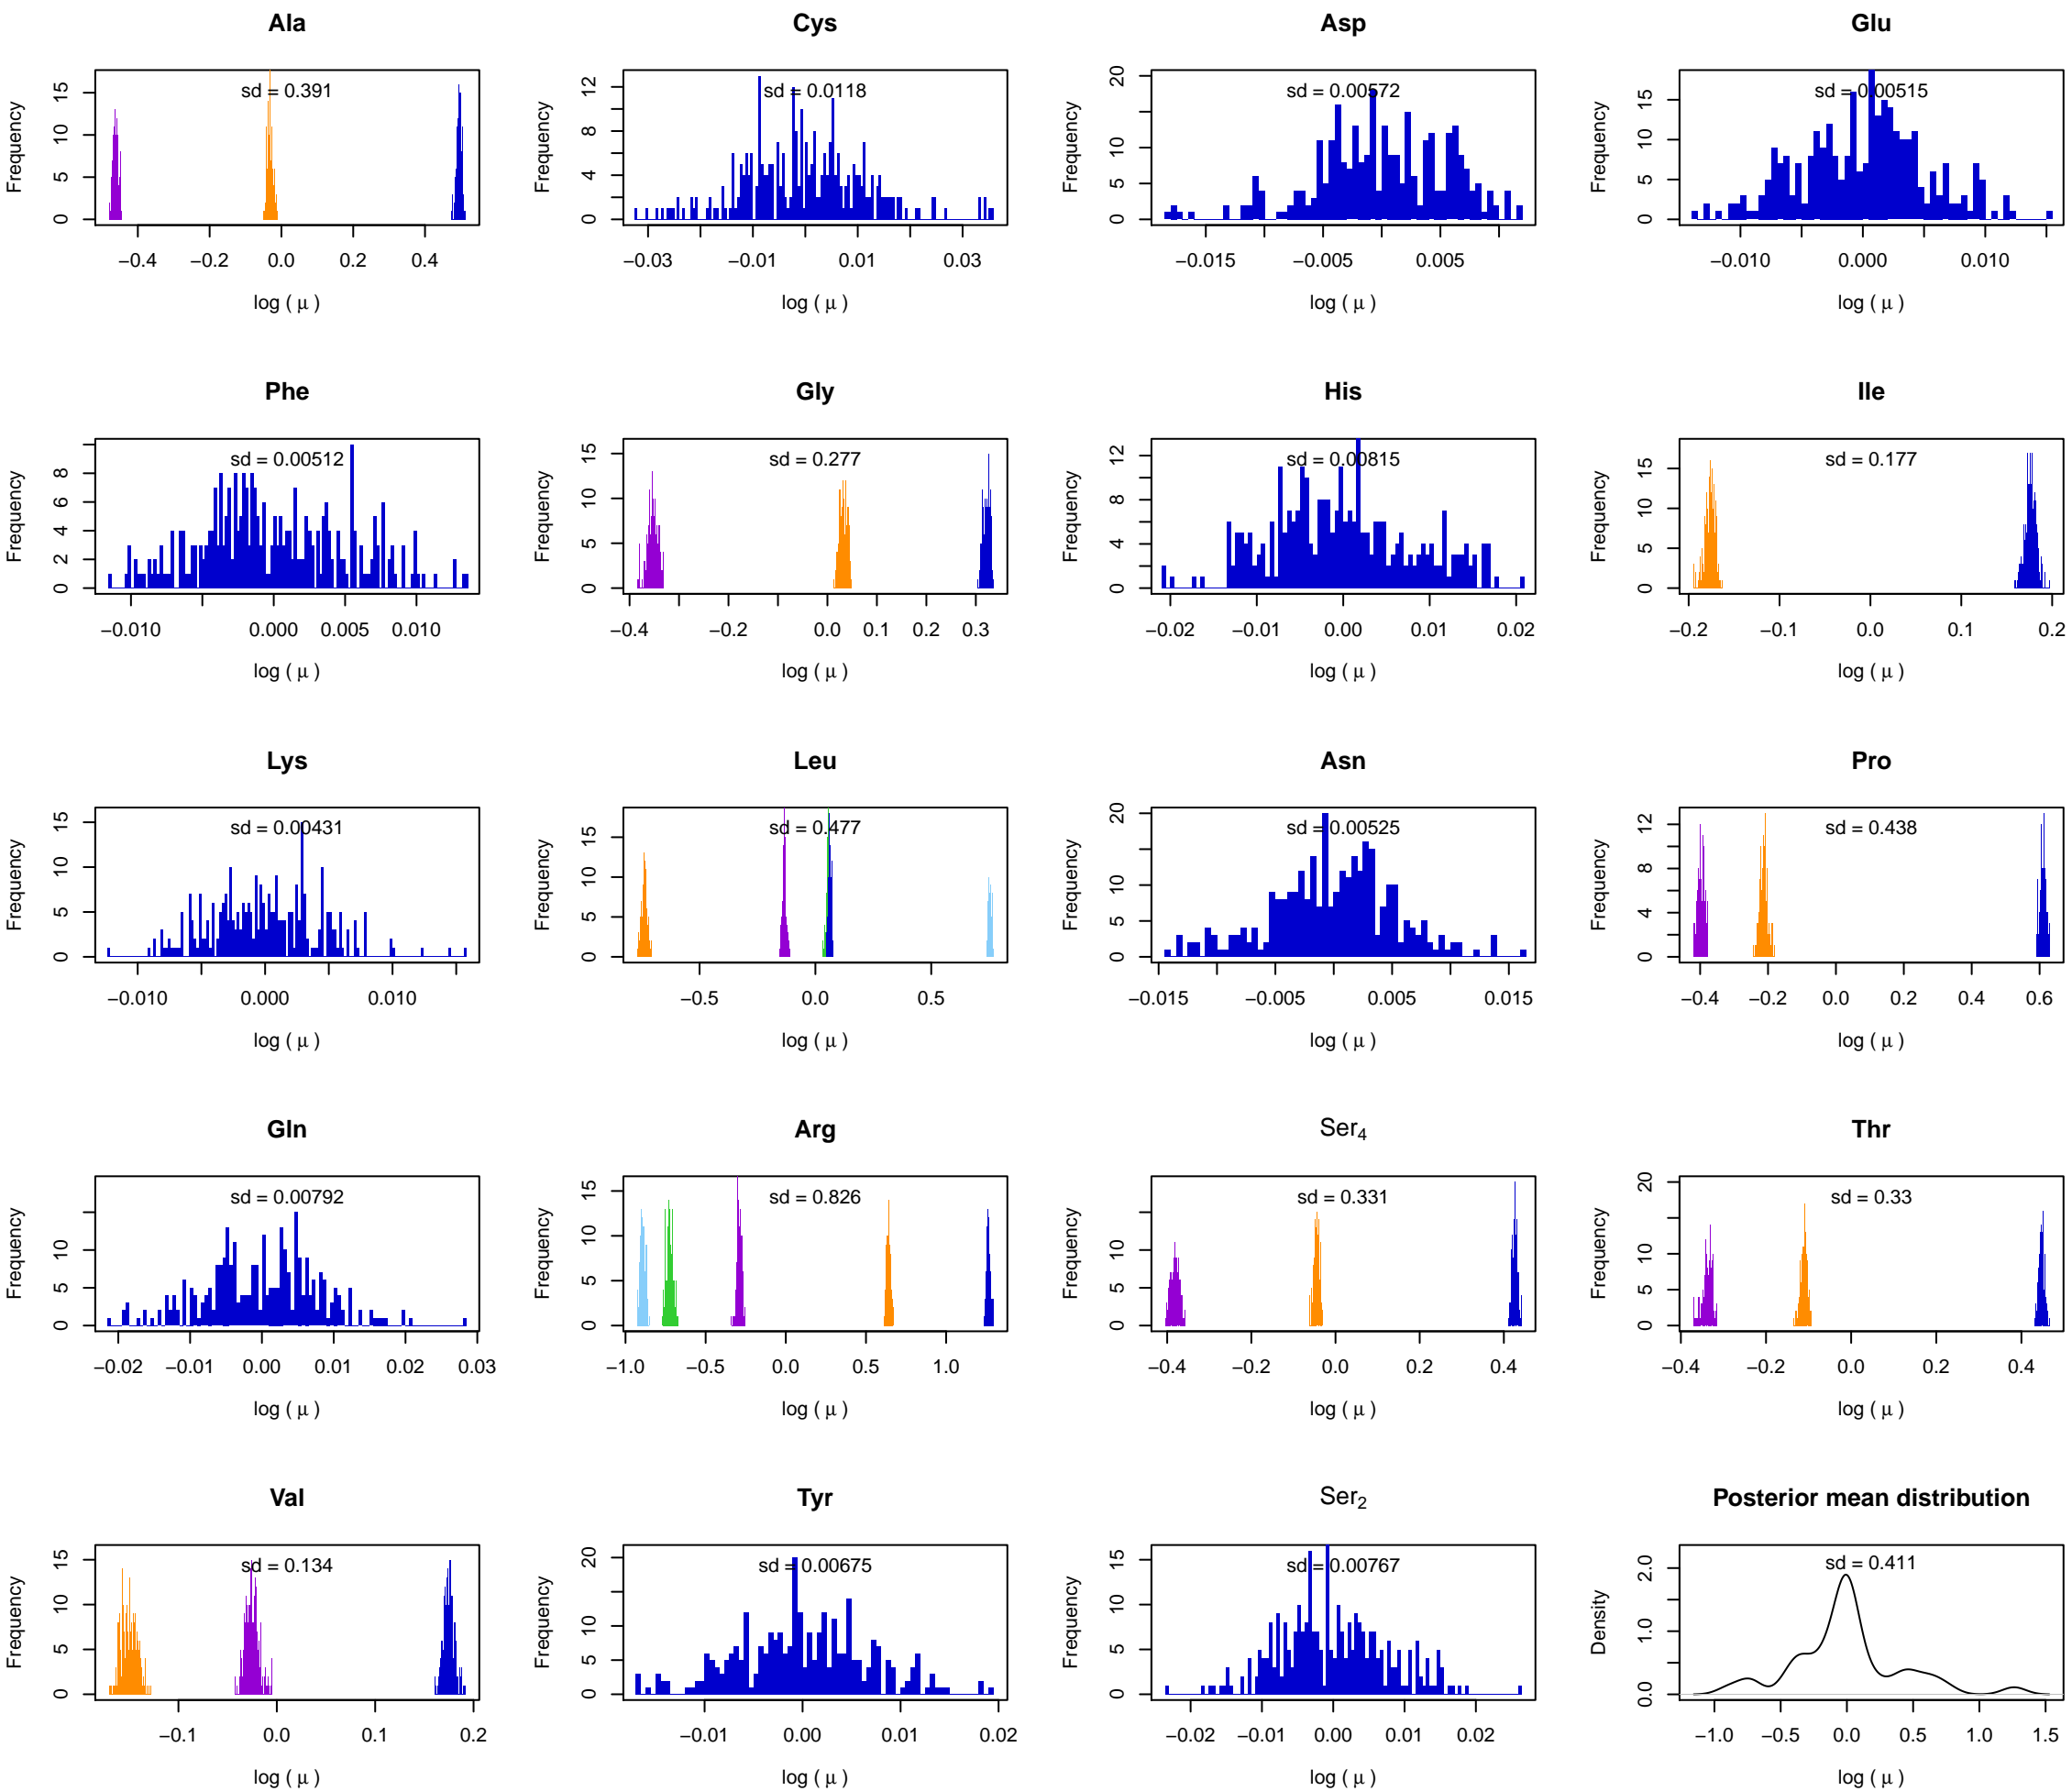 Ala Cys Asp Glu
sd = 0.391 sd = 0.0118 sd = 0.00572 sd = 0.00515
Frequency Frequency Frequency Frequency
0 5 10 15
0 4 8 12
0 5 10 15 20
0 5 10 15
−0.4 −0.2 0.0 0.2 0.4
−0.03 −0.01 0.01 0.03
−0.015 −0.005 0.005
−0.010 0.000 0.010
log ( μ ) log ( μ ) log ( μ ) log ( μ )
Phe Gly His Ile
sd = 0.00512 sd = 0.277 sd = 0.00815 sd = 0.177
Frequency Frequency Frequency Frequency
0 2 4 6 8
0 5 10 15
0 4 8 12
0 5 10 15
−0.010 0.000 0.005 0.010
−0.4 −0.2 0.0 0.1 0.2 0.3
−0.02 −0.01 0.00 0.01 0.02
−0.2 −0.1 0.0 0.1 0.2
log ( μ ) log ( μ ) log ( μ ) log ( μ )
Lys Leu Asn Pro
sd = 0.00431 sd = 0.477 sd = 0.00525 sd = 0.438
Frequency Frequency Frequency Frequency
0 5 10 15
0 5 10 15
0 5 10 15 20
0 4 8 12
−0.010 0.000 0.010
−0.5 0.0 0.5
−0.015 −0.005 0.005 0.015
−0.4 −0.2 0.0 0.2 0.4 0.6
log ( μ ) log ( μ ) log ( μ ) log ( μ )
Gln Arg Ser4 Thr
sd = 0.00792 sd = 0.826 sd = 0.331 sd = 0.33
Frequency Frequency Frequency Frequency
0 5 10
0 5 10 15
0 5 10
0 5 10 20
−0.02 −0.01 0.00 0.01 0.02 0.03
−1.0 −0.5 0.0 0.5 1.0
−0.4 −0.2 0.0 0.2 0.4
−0.4 −0.2 0.0 0.2 0.4
log ( μ ) log ( μ ) log ( μ ) log ( μ )
Val Tyr Ser2 Posterior mean distribution
sd = 0.134 sd = 0.00675 sd = 0.00767 sd = 0.411
Frequency Frequency Frequency Density
0 5 10 15
0 5 10 20
0 5 10 15
0.0 1.0 2.0
−0.1 0.0 0.1 0.2
−0.01 0.00 0.01 0.02
−0.02 −0.01 0.00 0.01 0.02
−1.0 −0.5 0.0 0.5 1.0 1.5
log ( μ ) log ( μ ) log ( μ ) log ( μ )